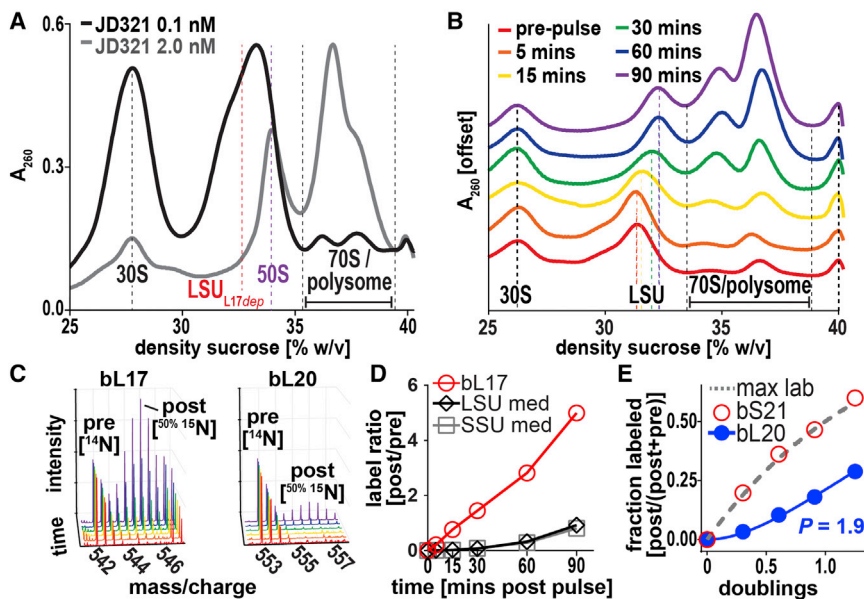 A
JD321 0.1 nM
JD321 2.0 nM
0.6
0.3
0.0
A260
30S
LSU L17dep
50S
70S / polysome
25 30 35 40
density sucrose [% w/v]
B
pre-pulse
5 mins
15 mins
30 mins
60 mins
90 mins
A260 [offset]
30S
LSU
70S/polysome
25 30 35 40
density sucrose [% w/v]
C
bL17
bL20
pre
[14N]
post
[50% 15N]
pre
[14N]
post
[50% 15N]
intensity
time
542 544 546
553 555 557
mass/charge
D
bL17
LSU med
SSU med
6
4
2
0
label ratio
[post/pre]
0 15 30 60 90
time [mins post pulse]
E
max lab
bS21
bL20
0.50
0.25
0.00
fraction labeled
[post/(post+pre)]
P = 1.9
0 0.5 1.0
doublings